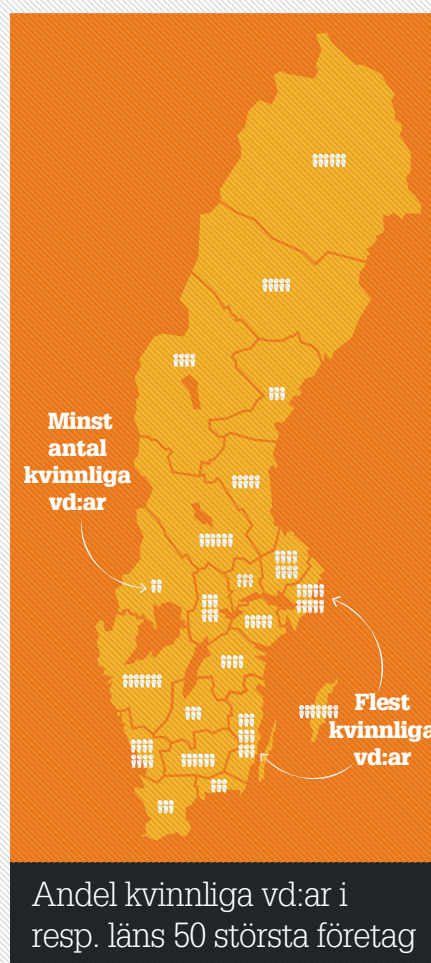 Minst
antal
kvinnliga
vd:ar
Flest
kvinnliga
vd:ar
Andel kvinnliga vd:ar i
resp. läns 50 största företag